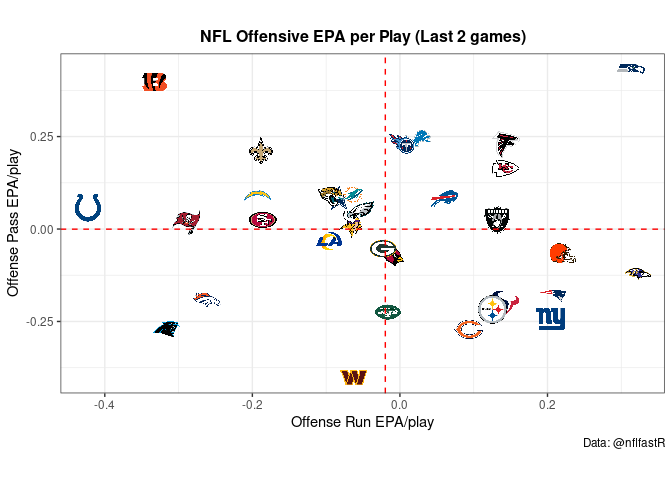 NFL Offensive EPA per Play (Last 2 games)
Offense Pass EPA/play
0.25
0.00
-0.25
-0.4
-0.2
0.0
0.2
Offense Run EPA/play
Data: @nflfastR
ny